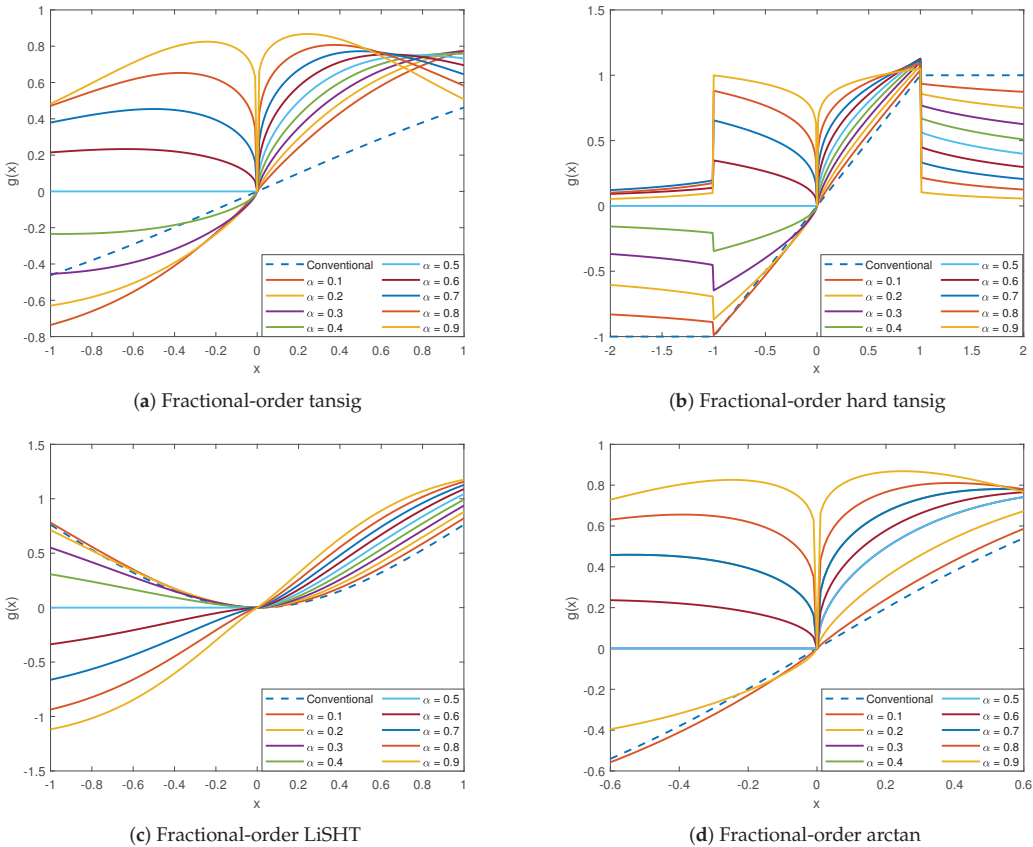 1
0.8
0.6
0.4
0.2
0
-0.2
-0.4
-0.6
-0.8
g(x)
-1 -0.8 -0.6 -0.4 -0.2 0 0.2 0.4 0.6 0.8 1
x
Conventional
α = 0.1
α = 0.2
α = 0.3
α = 0.4
α = 0.5
α = 0.6
α = 0.7
α = 0.8
α = 0.9
(a) Fractional-order tansig
1.5
1
0.5
0
-0.5
1
g(x)
-2 -1.5 -1 -0.5 0 0.5 1 1.5 2
x
Conventional
α = 0.1
α = 0.2
α = 0.3
α = 0.4
α = 0.5
α = 0.6
α = 0.7
α = 0.8
α = 0.9
(b) Fractional-order hard tansig
1.5
1
0.5
0
-0.5
-1
-1.5
g(x)
-1 -0.8 -0.6 -0.4 -0.2 0 0.2 0.4 0.6 0.8 1
x
Conventional
α = 0.1
α = 0.2
α = 0.3
α = 0.4
α = 0.5
α = 0.6
α = 0.7
α = 0.8
α = 0.9
(c) Fractional-order LiSHT
1
0.8
0.6
0.4
0.2
0
-0.2
-0.4
-0.6
g(x)
-0.6 -0.4 -0.2 0 0.2 0.4 0.6
x
Conventional
α = 0.1
α = 0.2
α = 0.3
α = 0.4
α = 0.5
α = 0.6
α = 0.7
α = 0.8
α = 0.9
(d) Fractional-order arctan